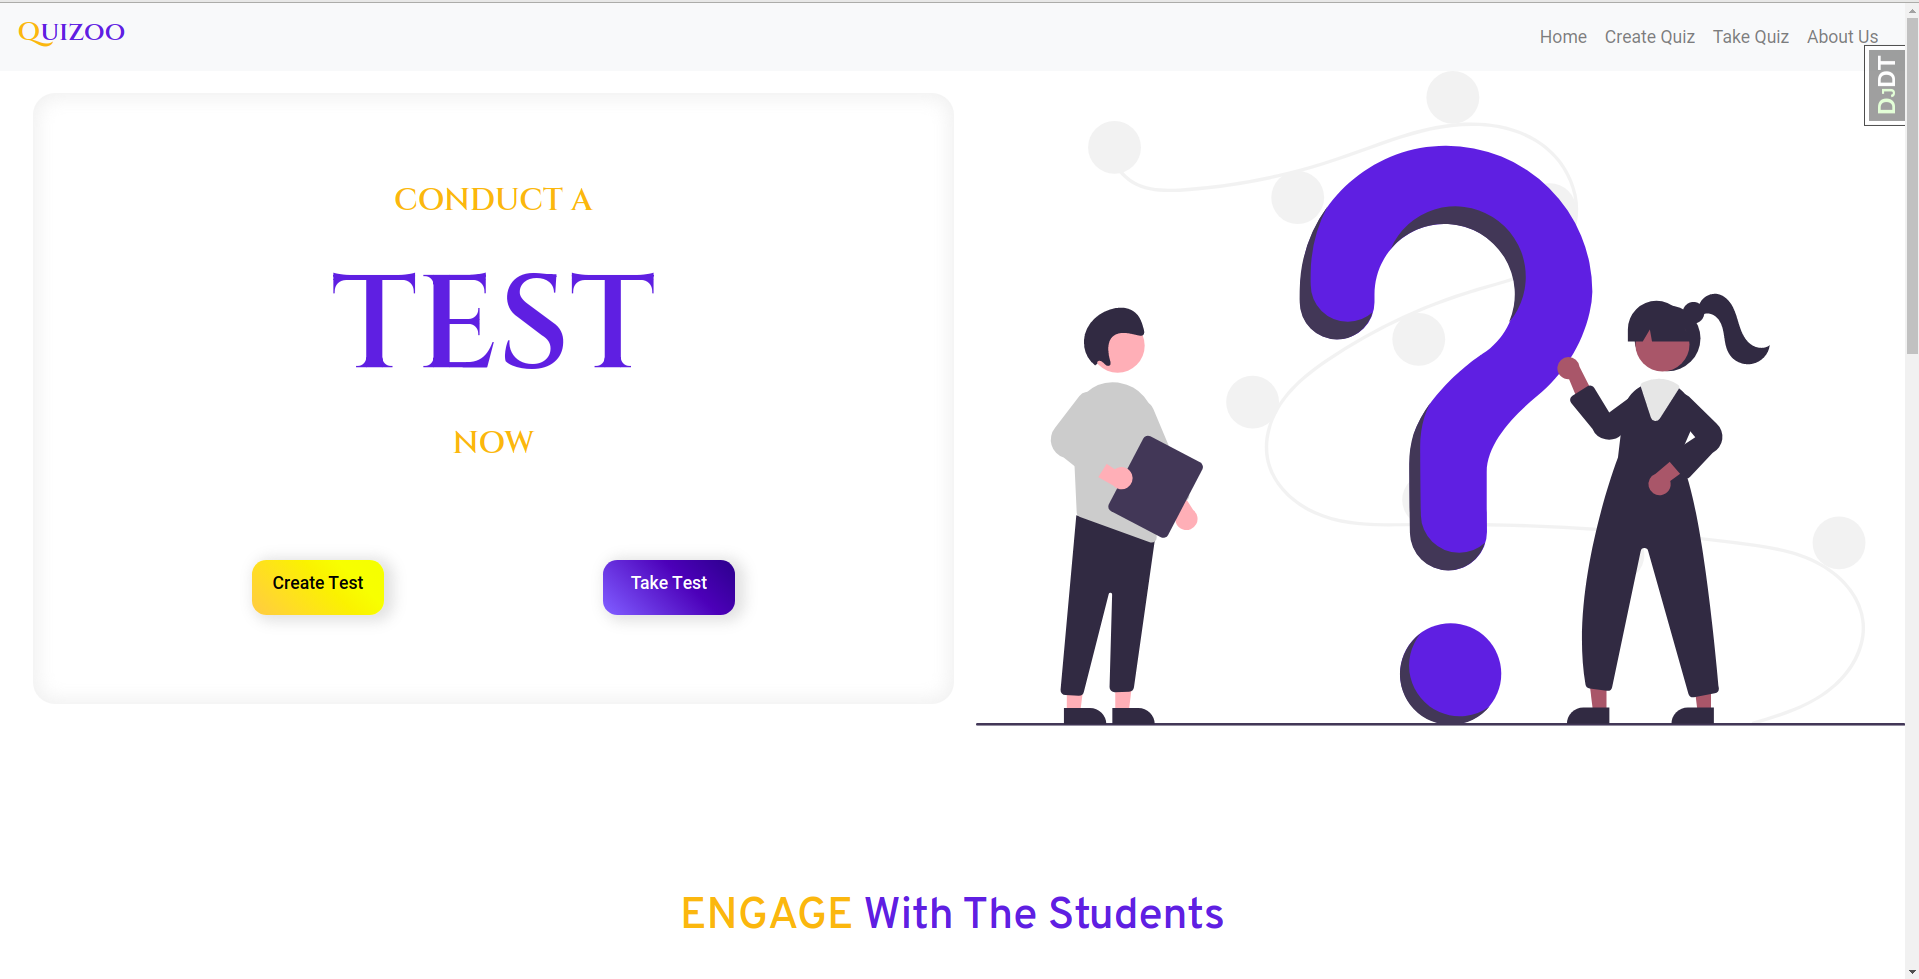 QUIZOO
Home Create Quiz Take Quiz About Us
DJDT
CONDUCT A
TEST
NOW
Create Test Take Test
ENGAGE With The Students